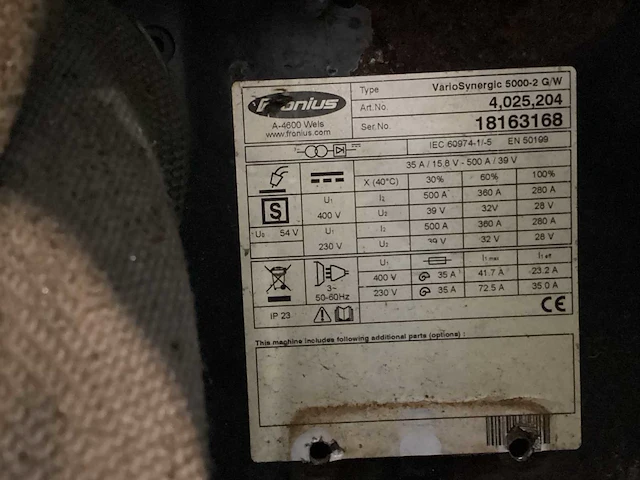 Fronius
A-4600 Wels
www.fronius.com
Type VarioSynergic 5000-2 G/W
Art.No. 4,025,204
Ser.No. 18163168
IEC 60974-1/-5 EN 50199
35 A / 15,8 V - 500 A / 39 V
X (40°C) 30% 60% 100%
U1 400 V I2 500 A 360 A 280 A
U2 39 V 32V 28 V
U1 230 V I2 500 A 360 A 280 A
U2 39 V 32 V 28 V
S
U0 54 V
U1 I1 max I1 eff
400 V 35 A 41.7 A -23.2 A
230 V 35 A 72.5 A 35.0 A
3~
50-60Hz
IP 23
CE
This machine includes following additional parts (options) :